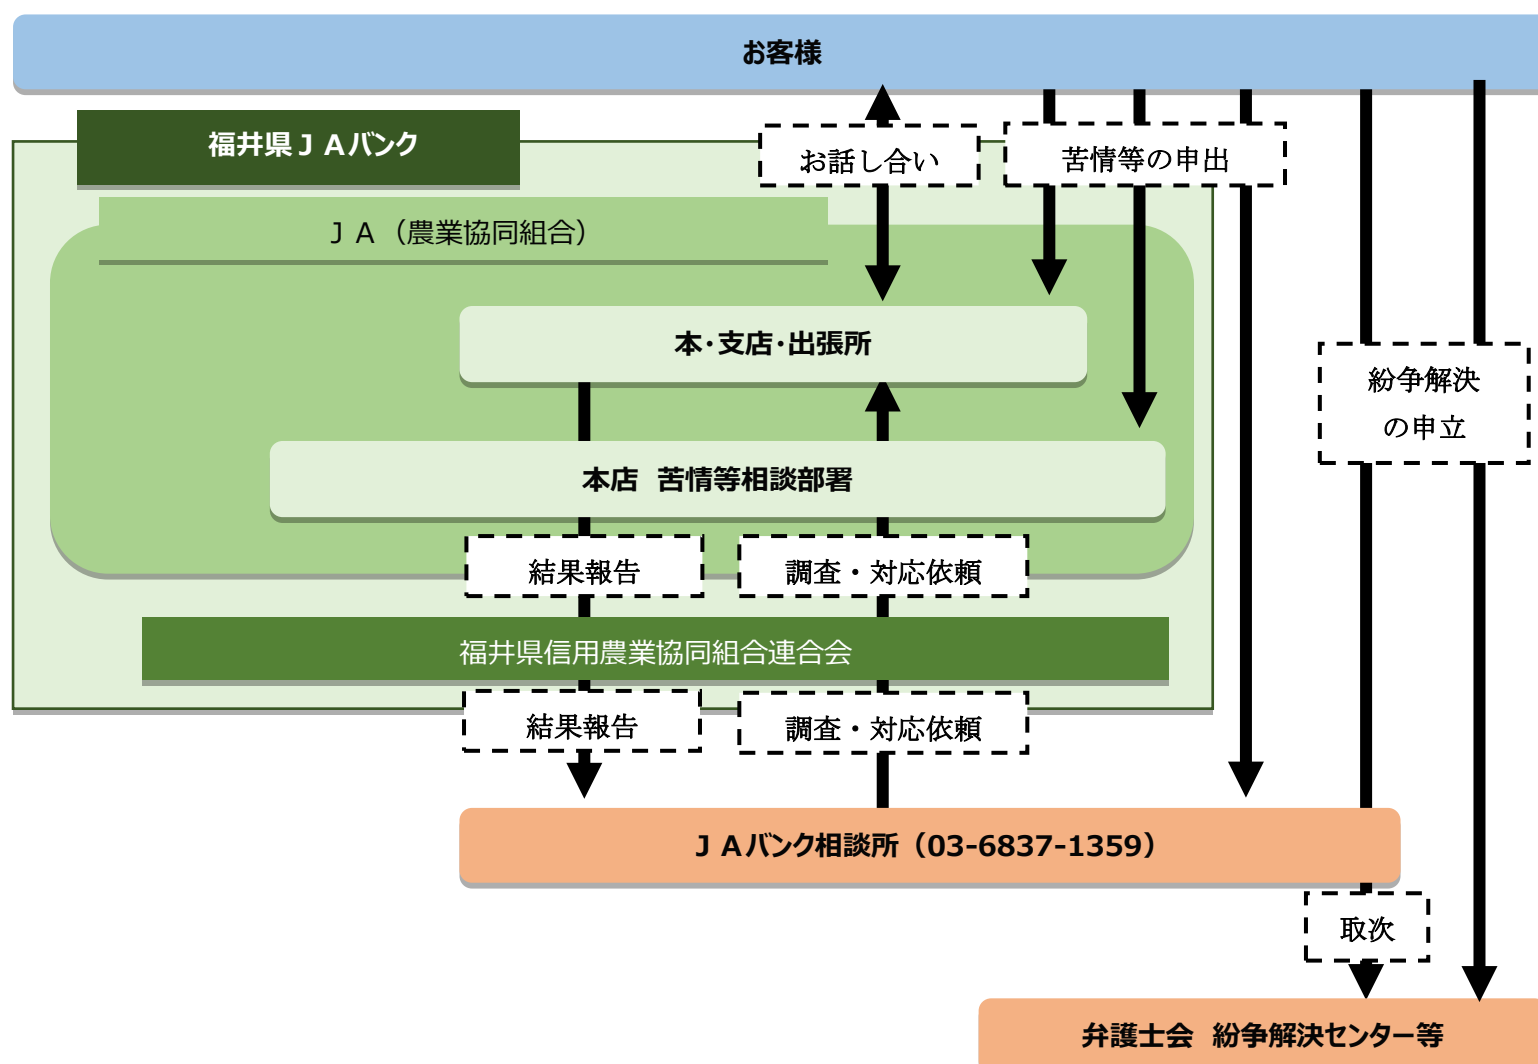 お客様
福井県ＪＡバンク
お話し合い
苦情等の申出
ＪＡ（農業協同組合）
本・支店・出張所
紛争解決
の申立
本店 苦情等相談部署
結果報告
調査・対応依頼
福井県信用農業協同組合連合会
結果報告
調査・対応依頼
ＪＡバンク相談所（03-6837-1359）
取次
弁護士会 紛争解決センター等